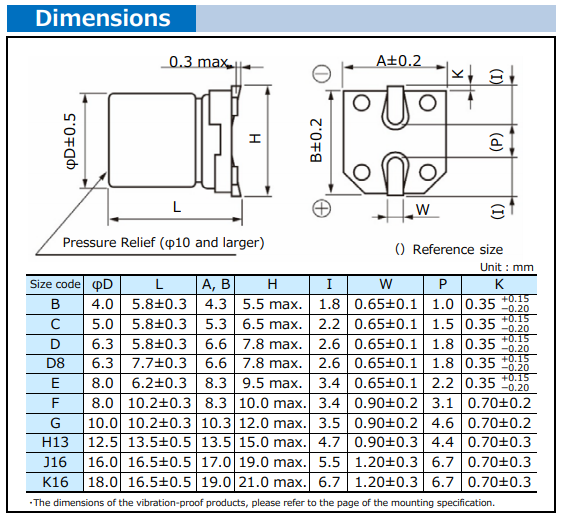 Dimensions
0.3 max.
A±0.2
K
(I)
φD±0.5
H
B±0.2
(P)
L
W
(I)
Pressure Relief (φ10 and larger)
() Reference size
Unit : mm
Size code φD L A, B H I W P K
B 4.0 5.8±0.3 4.3 5.5 max. 1.8 0.65±0.1 1.0 0.35 +0.15 −0.20
C 5.0 5.8±0.3 5.3 6.5 max. 2.2 0.65±0.1 1.5 0.35 +0.15 −0.20
D 6.3 5.8±0.3 6.6 7.8 max. 2.6 0.65±0.1 1.8 0.35 +0.15 −0.20
D8 6.3 7.7±0.3 6.6 7.8 max. 2.6 0.65±0.1 1.8 0.35 +0.15 −0.20
E 8.0 6.2±0.3 8.3 9.5 max. 3.4 0.65±0.1 2.2 0.35 +0.15 −0.20
F 8.0 10.2±0.3 8.3 10.0 max. 3.4 0.90±0.2 3.1 0.70±0.2
G 10.0 10.2±0.3 10.3 12.0 max. 3.5 0.90±0.2 4.6 0.70±0.2
H13 12.5 13.5±0.5 13.5 15.0 max. 4.7 0.90±0.3 4.4 0.70±0.3
J16 16.0 16.5±0.5 17.0 19.0 max. 5.5 1.20±0.3 6.7 0.70±0.3
K16 18.0 16.5±0.5 19.0 21.0 max. 6.7 1.20±0.3 6.7 0.70±0.3
･The dimensions of the vibration-proof products, please refer to the page of the mounting specification.